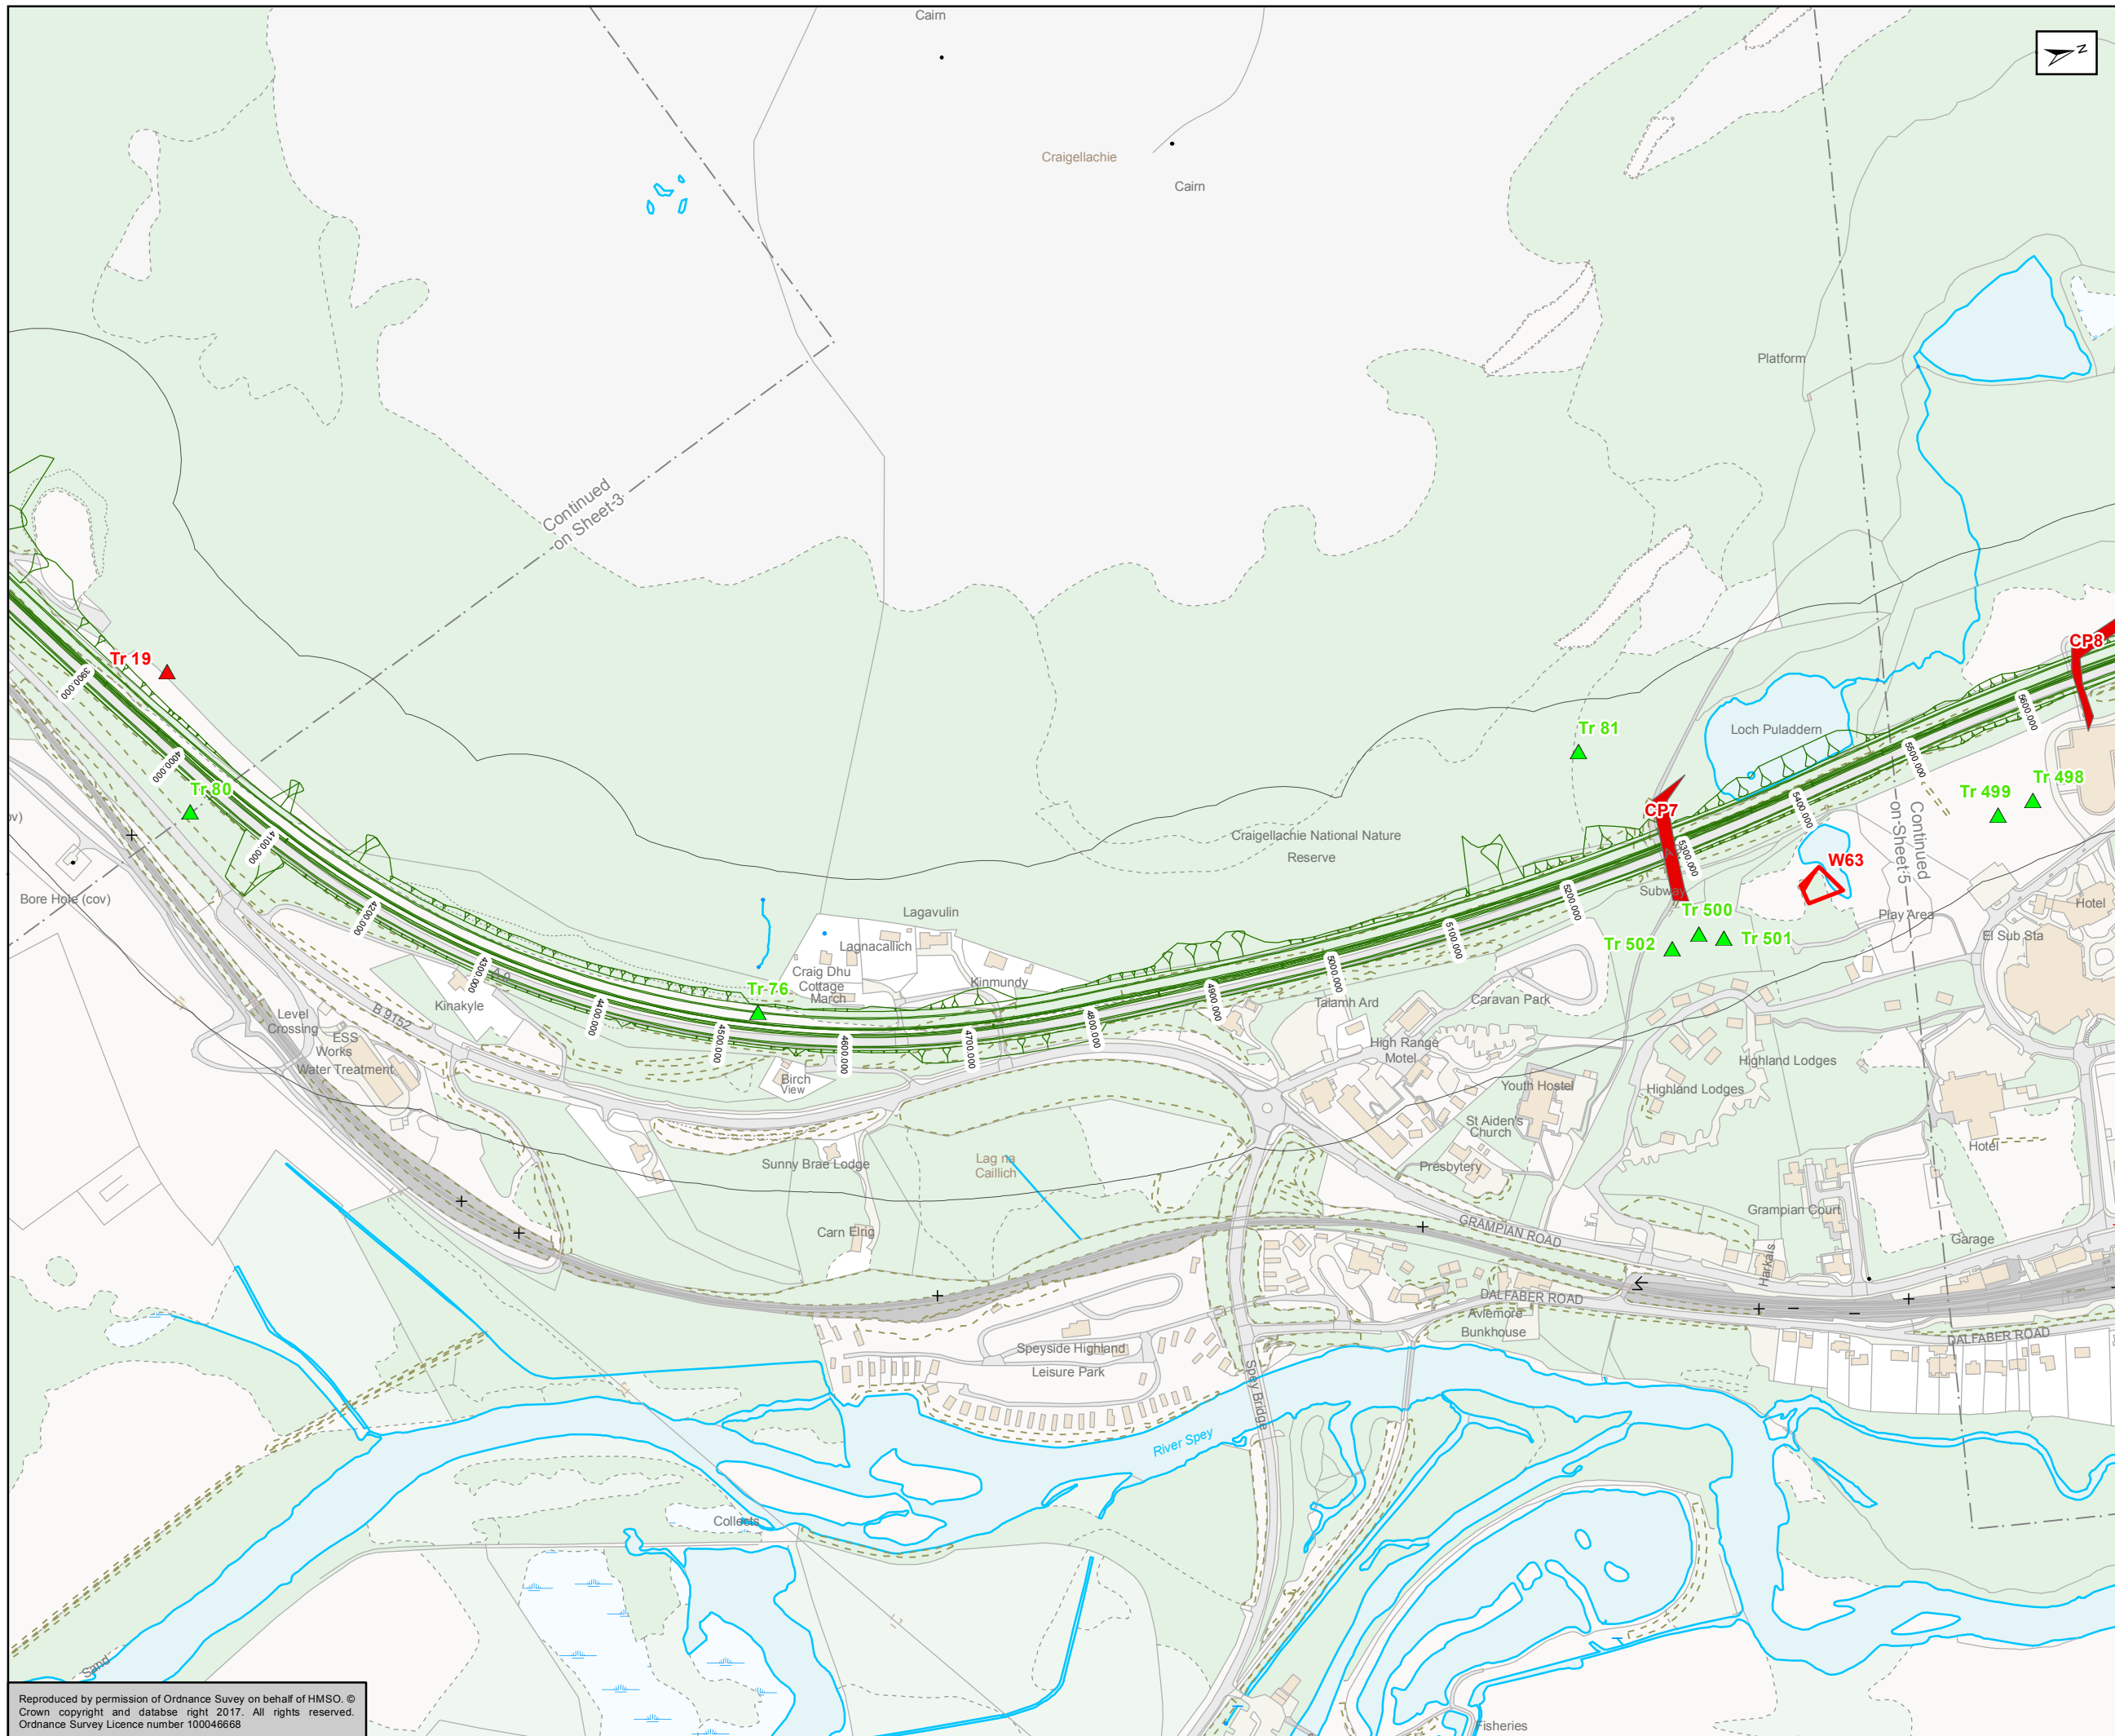 Cairn
N
Craigellachie
Cairn
Platform
Continued
on Sheet-3
CP8
Tr 19
3900.000
5600.000
Tr 81
Loch Puladdern
5500.000
4000.000
Tr 80
Tr 498
Tr 499
CP7
5400.000
4100.000
Craigellachie National Nature
Reserve
Continued
on-Sheet-5
5300.000
W63
Bore Hole (cov)
4200.000
Subway
5200.000
Hotel
Lagavulin
Tr 500
Play Area
5100.000
Tr 502
Tr 501
El Sub Sta
Lagnacallich
4300.000
A 9
Craig Dhu
Cottage
March
Kinmundy
5000.000
Kinakyle
Tr 76
4900.000
Talamh Ard
Caravan Park
B 9152
4400.000
4500.000
4600.000
4700.000
4800.000
Level
Crossing
ESS
Works
Water Treatment
High Range
Motel
Highland Lodges
Birch
View
Youth Hostel
Highland Lodges
St Aiden's
Church
Sunny Brae Lodge
Lag na
Caillich
Presbytery
Hotel
Grampian Court
Carn Elrig
GRAMPIAN ROAD
Garage
Harkais
DALFABER ROAD
Aviemore
Bunkhouse
DALFABER ROAD
Speyside Highland
Leisure Park
Spey Bridge
River Spey
Collects
Sand
Fisheries
Reproduced by permission of Ordnance Suvey on behalf of HMSO. ©
Crown copyright and databse right 2017. All rights reserved.
Ordnance Survey Licence number 100046668